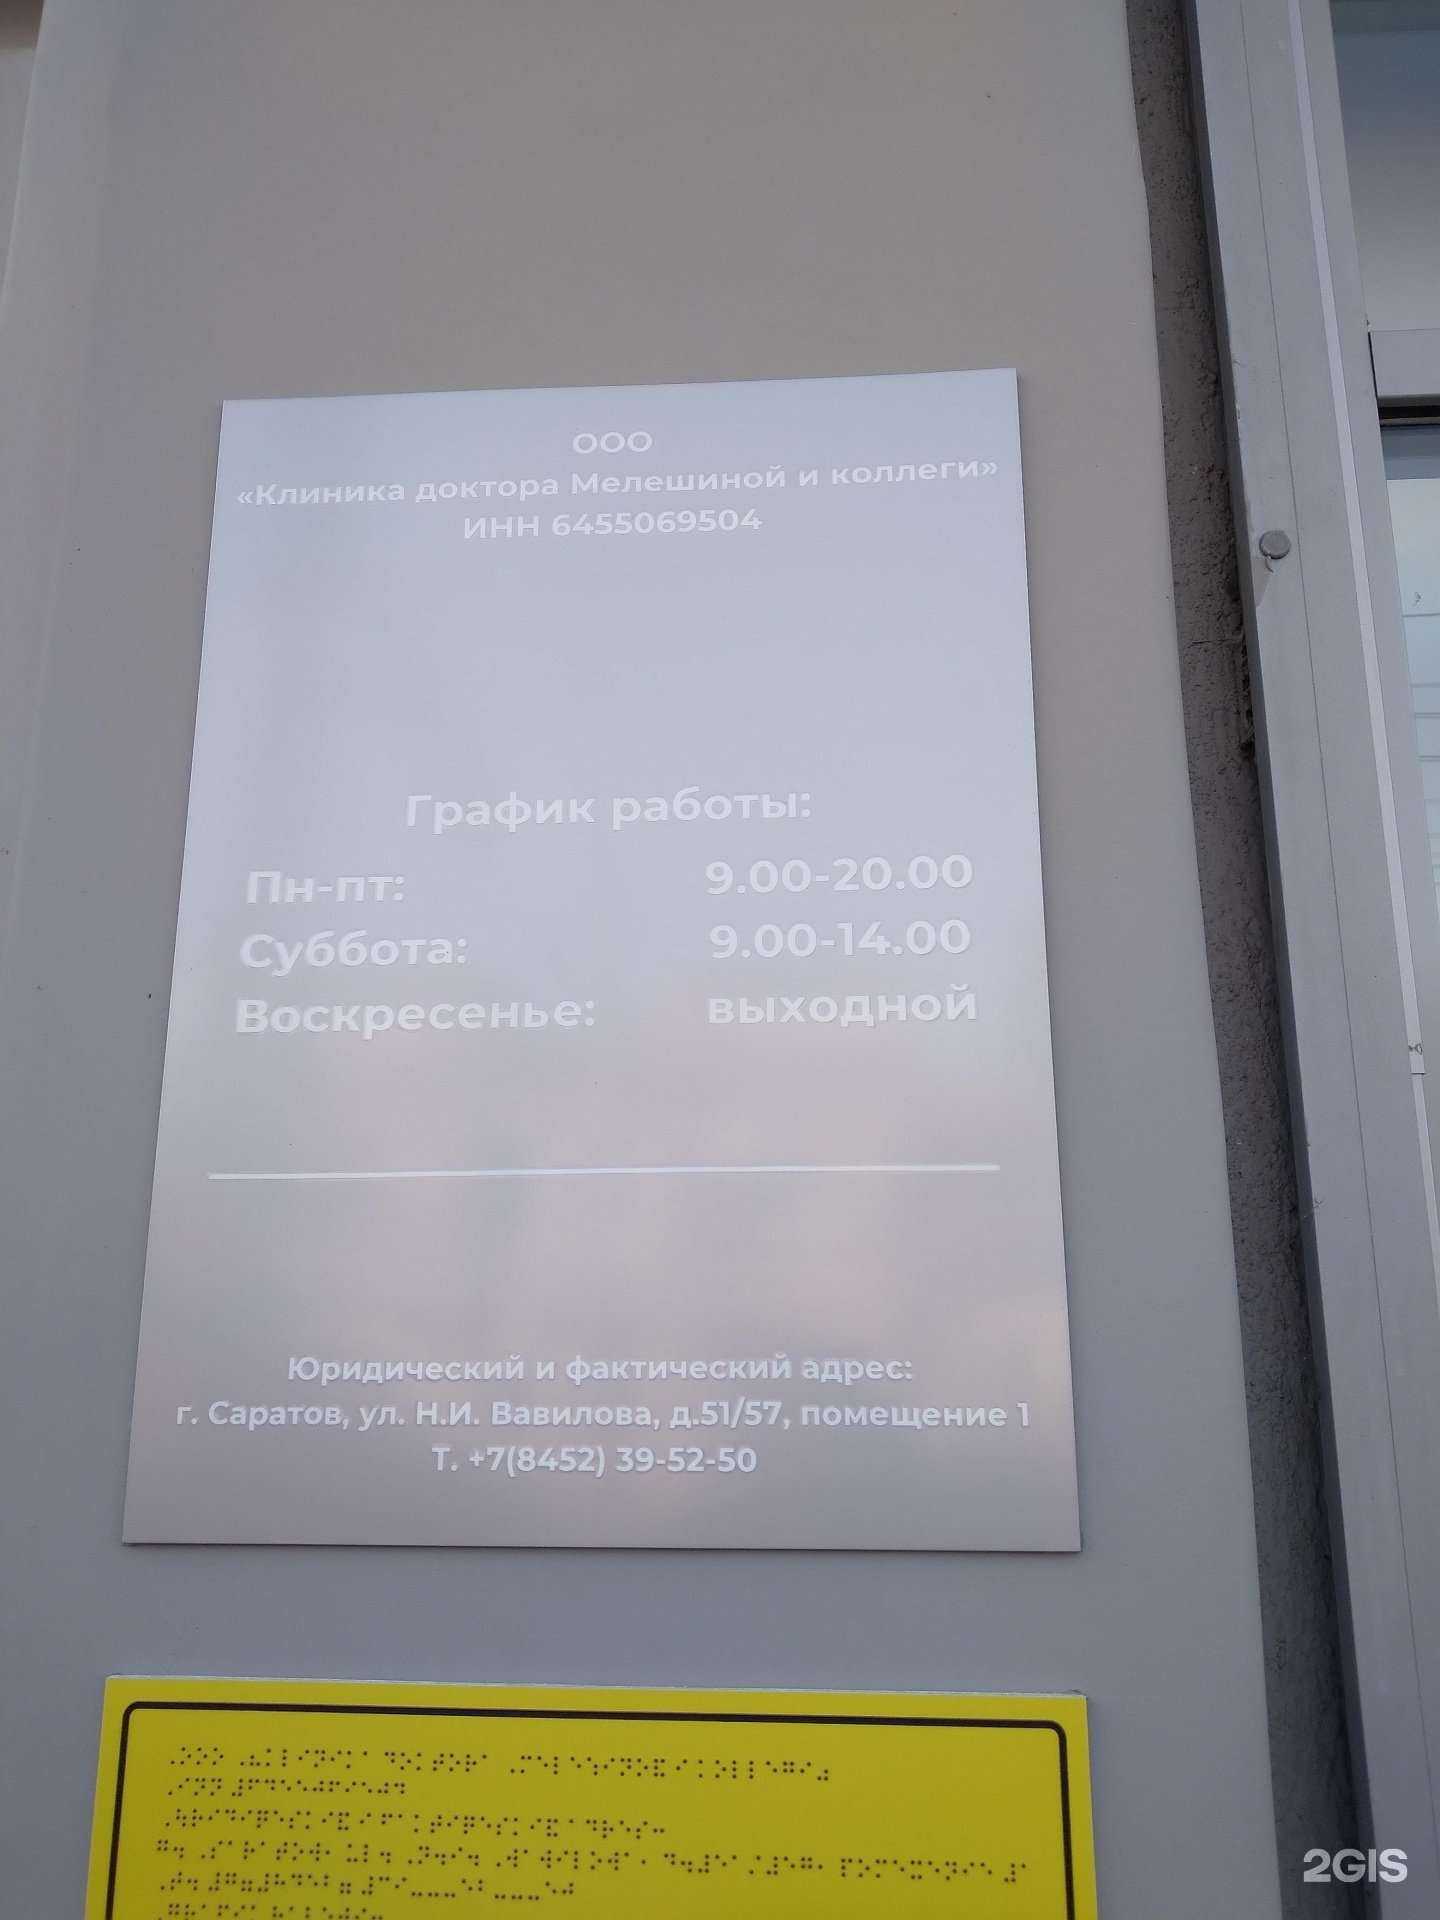 ООО
«Клиника доктора Мелешиной и коллеги»
ИНН 6455069504
График работы:
Пн-пт: 9.00-20.00
Суббота: 9.00-14.00
Воскресенье: выходной
Юридический и фактический адрес:
г. Саратов, ул. Н.И. Вавилова, д.51/57, помещение 1
Т. +7(8452) 39-52-50
2GIS